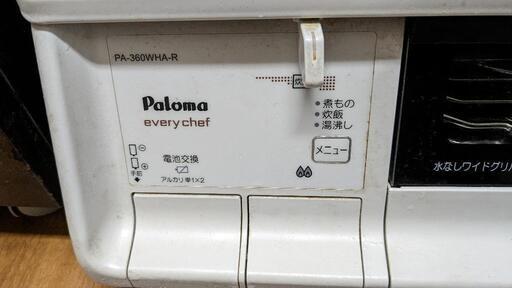 PA-360WHA-R
炊
Paloma
every chef
・煮もの
・炊飯
・湯沸し
メニュー
電池交換
手前
アルカリ 単1×2
水なしワイドグリ